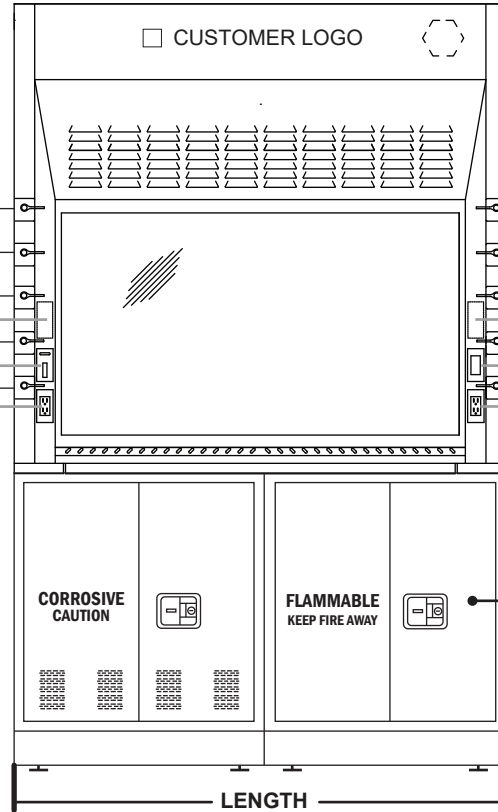 CUSTOMER LOGO
CORROSIVE
CAUTION
FLAMMABLE
KEEP FIRE AWAY
LENGTH